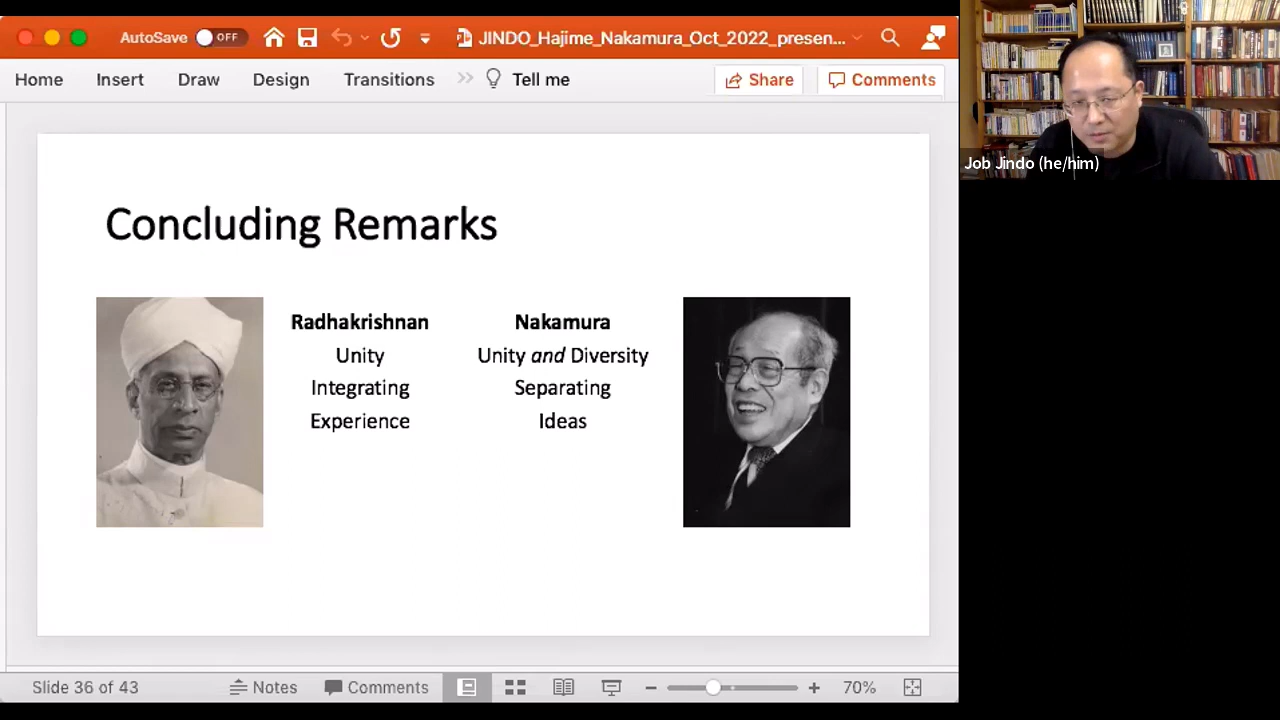 AutoSave OFF JINDO_Hajime_Nakamura_Oct_2022_presen...
Home Insert Draw Design Transitions Tell me Share Comments
Job Jindo (he/him)
Concluding Remarks
Radhakrishnan
Unity
Integrating
Experience
Nakamura
Unity and Diversity
Separating
Ideas
Slide 36 of 43 Notes Comments 70%